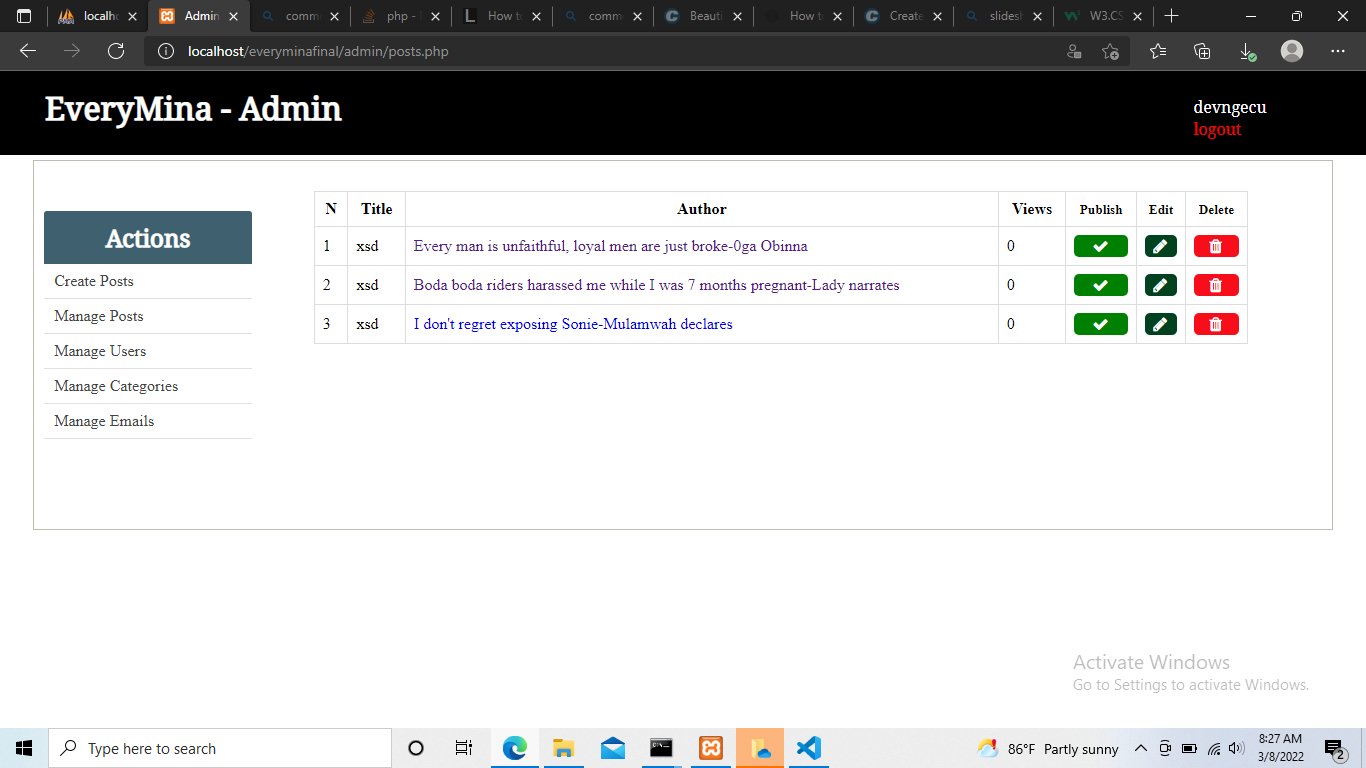 localho
Admin
comm
php -
How to
comm
Beauti
How to
Create
slidesh
W3.CS
localhost/everyminafinal/admin/posts.php
EveryMina - Admin
devngecu
logout
Actions
Create Posts
Manage Posts
Manage Users
Manage Categories
Manage Emails
N Title Author Views Publish Edit Delete
1 xsd Every man is unfaithful, loyal men are just broke-0ga Obinna 0
2 xsd Boda boda riders harassed me while I was 7 months pregnant-Lady narrates 0
3 xsd I don't regret exposing Sonie-Mulamwah declares 0
Activate Windows
Go to Settings to activate Windows.
Type here to search
86°F Partly sunny
8:27 AM
3/8/2022
2